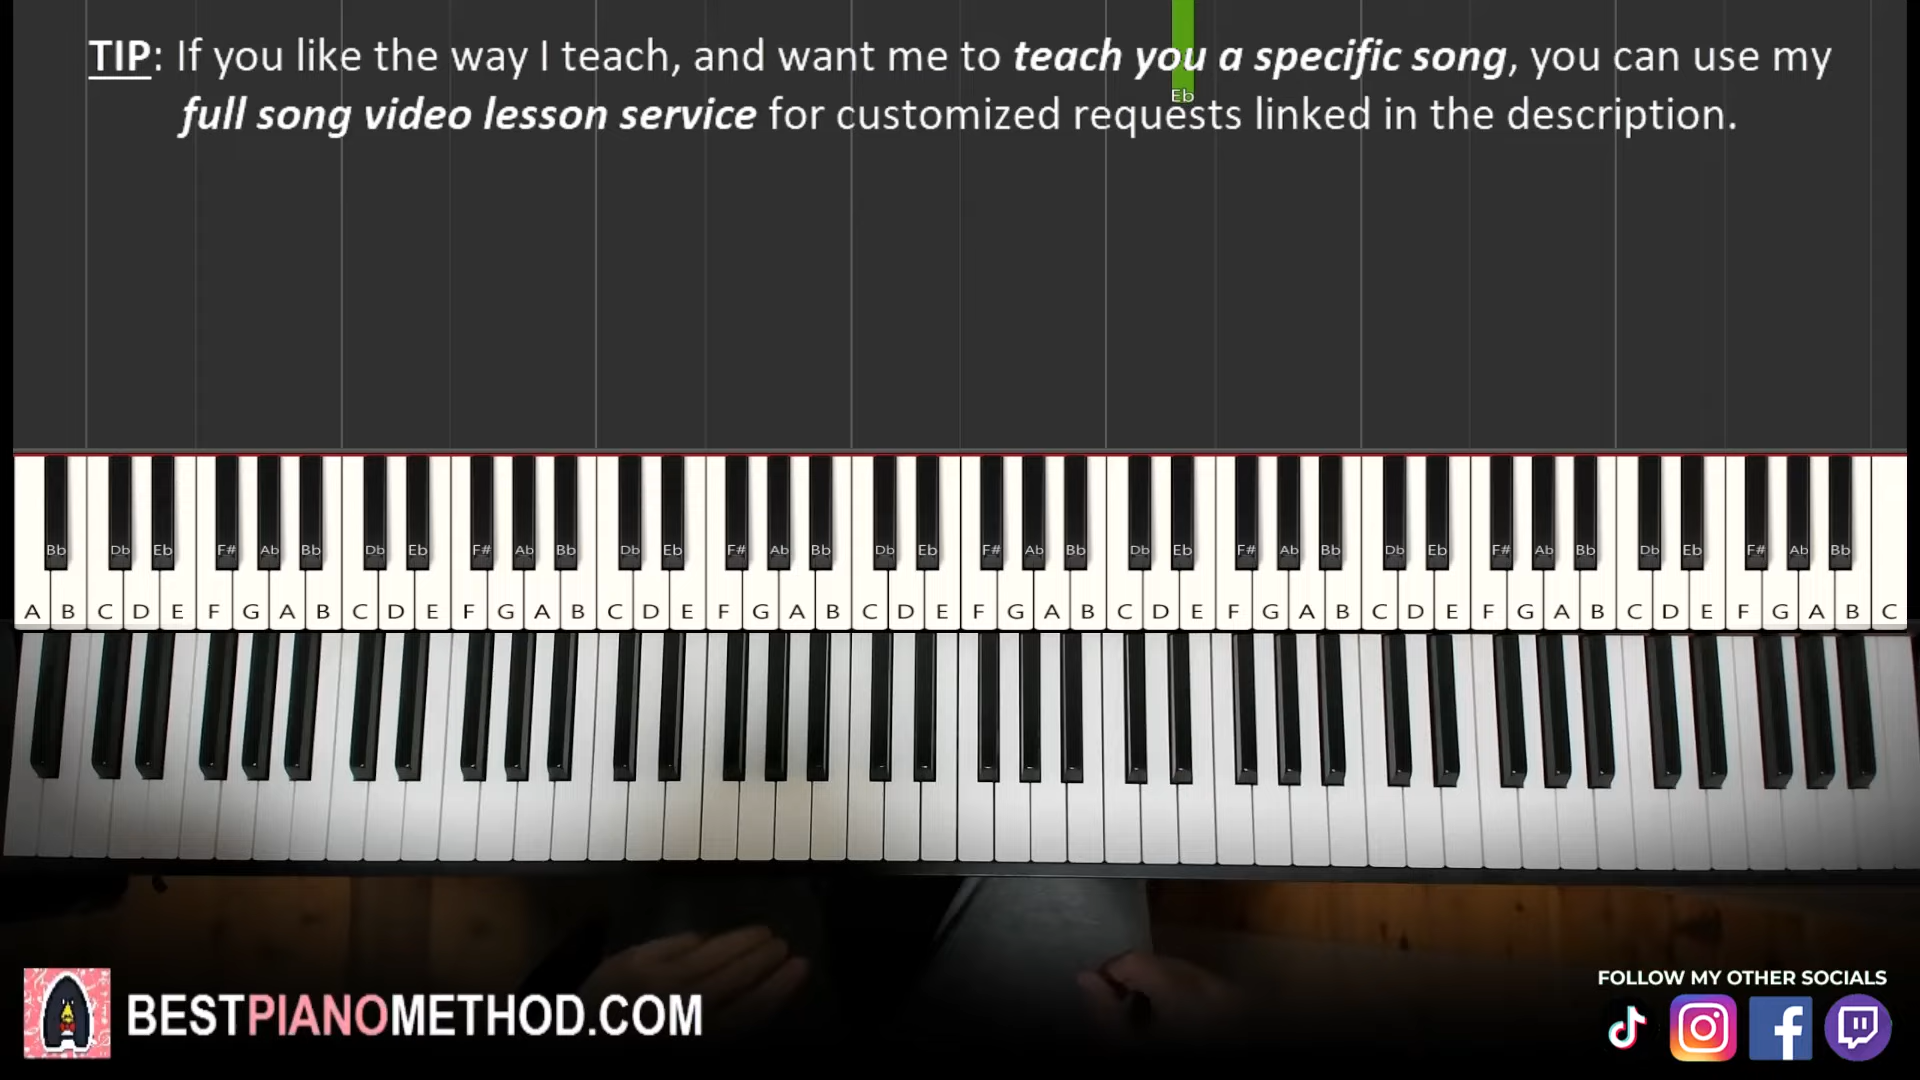 TIP: If you like the way I teach, and want me to teach you a specific song, you can use my
Eb
full song video lesson service for customized requests linked in the description.
Bb Db Eb F# Ab Bb Db Eb F# Ab Bb Db Eb F# Ab Bb Db Eb F# Ab Bb Db Eb F# Ab Bb Db Eb F# Ab Bb Db Eb F# Ab Bb
A B C D E F G A B C D E F G A B C D E F G A B C D E F G A B C D E F G A B C D E F G A B C D E F G A B C
BESTPIANOMETHOD.COM
FOLLOW MY OTHER SOCIALS